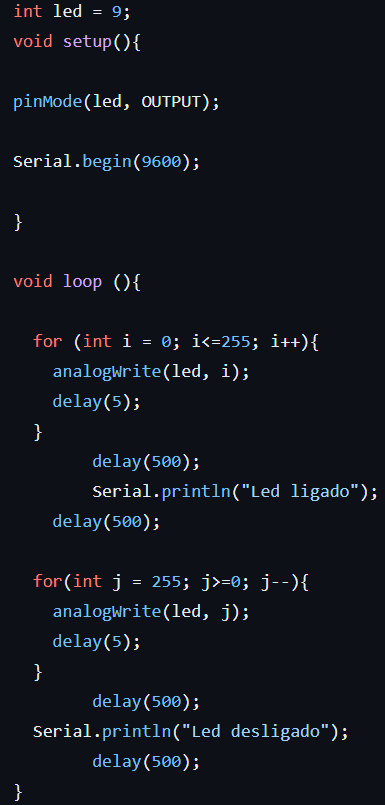 int led = 9;
void setup(){
pinMode(led, OUTPUT);
Serial.begin(9600);
}
void loop (){
for (int i = 0; i<=255; i++){
analogWrite(led, i);
delay(5);
}
delay(500);
Serial.println("Led ligado");
delay(500);
for(int j = 255; j>=0; j--){
analogWrite(led, j);
delay(5);
}
delay(500);
Serial.println("Led desligado");
delay(500);
}